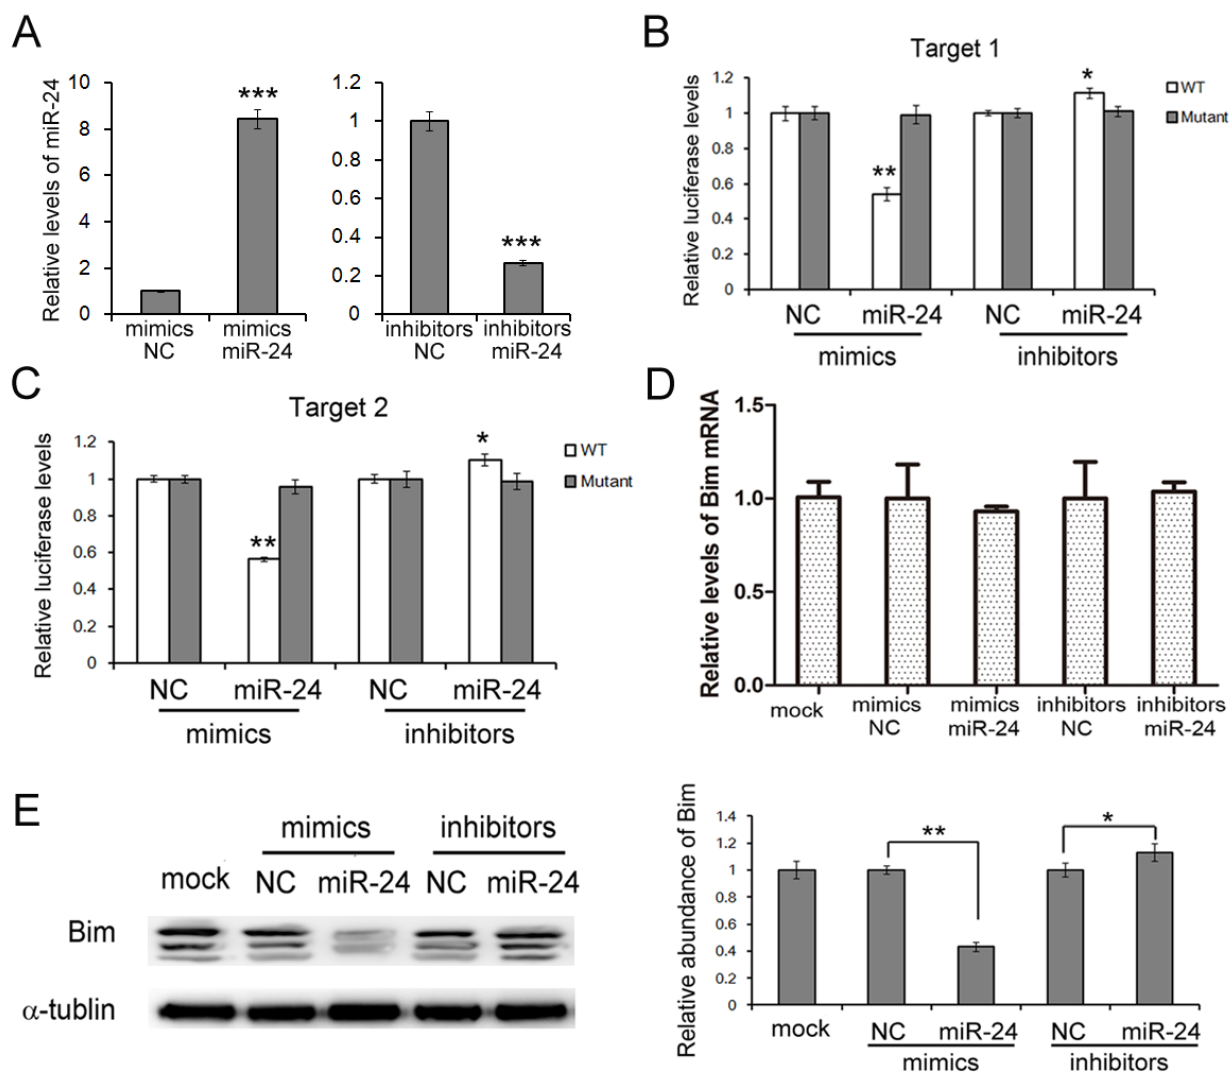 A
Relative levels of miR-24
10
8
6
4
2
0
***
mimics
NC
mimics
miR-24
1.2
1
0.8
0.6
0.4
0.2
0
***
inhibitors
NC
inhibitors
miR-24
B
Target 1
Relative luciferase levels
1.2
1
0.8
0.6
0.4
0.2
0
**
*
WT
Mutant
NC miR-24 NC miR-24
mimics inhibitors
C
Target 2
Relative luciferase levels
1.2
1
0.8
0.6
0.4
0.2
0
**
*
WT
Mutant
NC miR-24 NC miR-24
mimics inhibitors
D
Relative levels of Bim mRNA
1.5
1.0
0.5
0.0
mock
mimics
NC
mimics
miR-24
inhibitors
NC
inhibitors
miR-24
E
mimics inhibitors
mock NC miR-24 NC miR-24
Bim
α-tublin
Relative abundance of Bim
1.4
1.2
1
0.8
0.6
0.4
0.2
0
**
*
mock NC miR-24 NC miR-24
mimics inhibitors